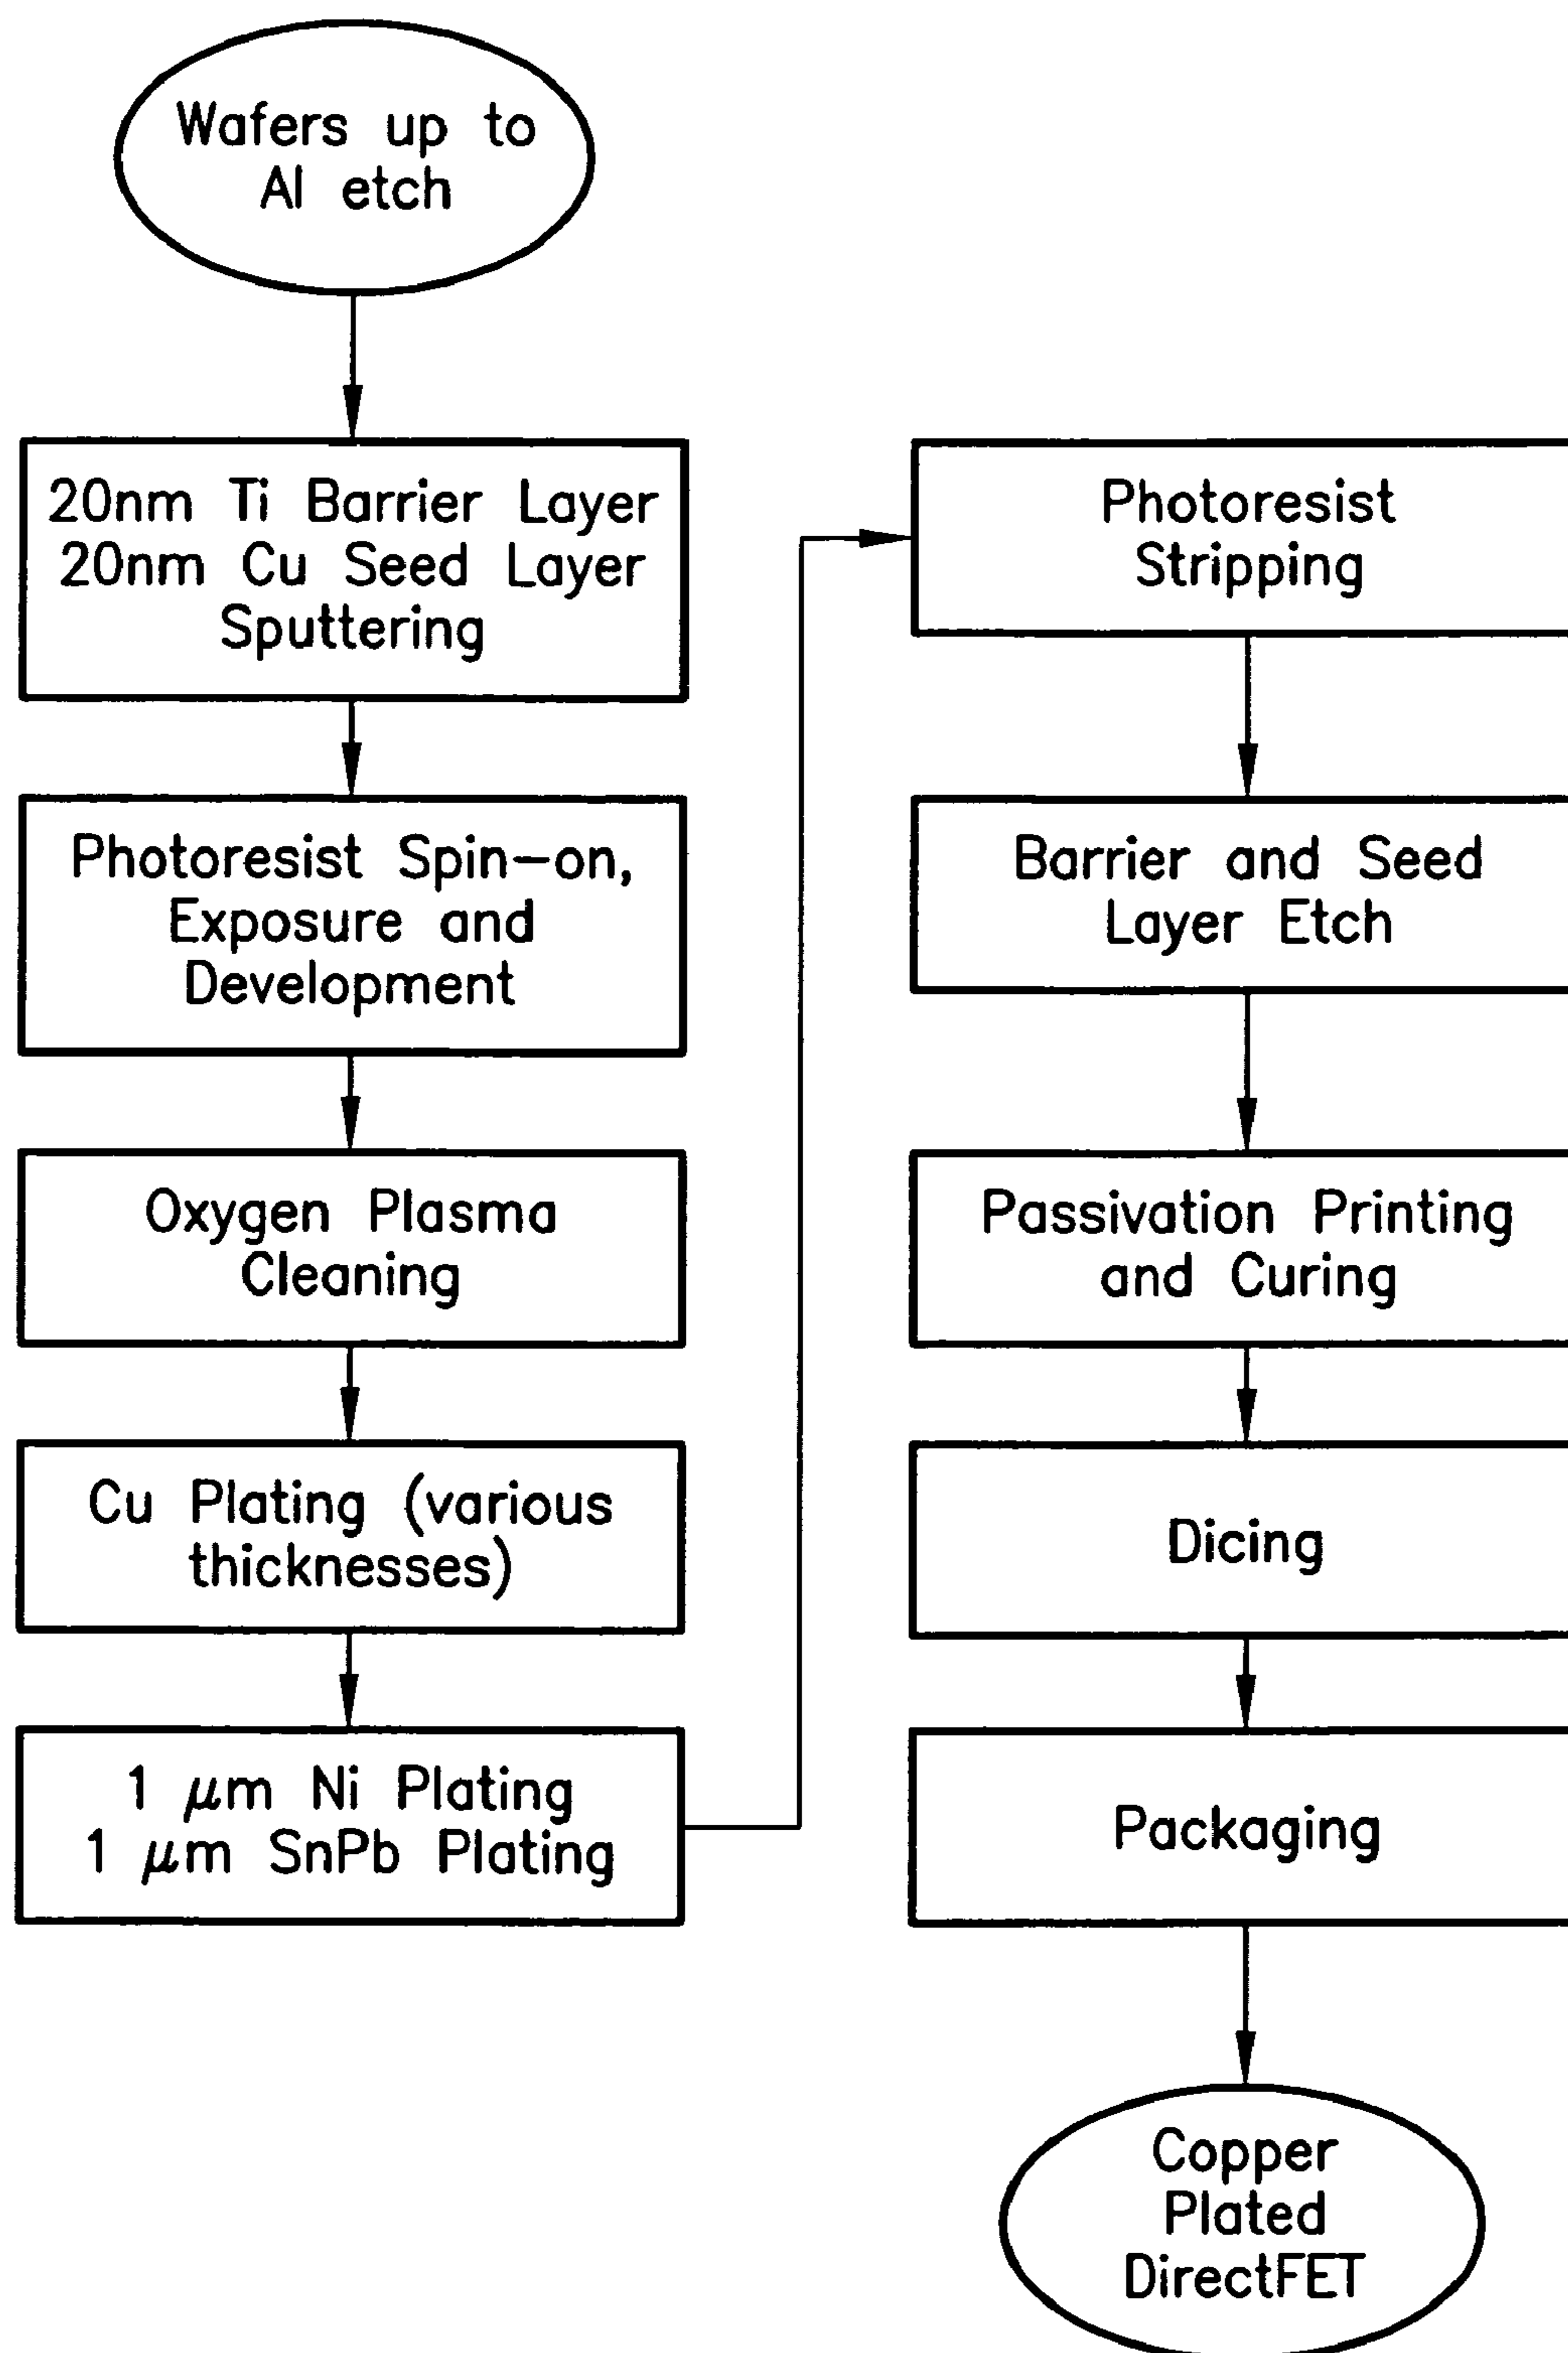 Wafers up to
Al etch
20nm Ti Barrier Layer
20nm Cu Seed Layer
Sputtering
Photoresist Spin-on,
Exposure and
Development
Oxygen Plasma
Cleaning
Cu Plating (various
thicknesses)
1 μm Ni Plating
1 μm SnPb Plating
Photoresist
Stripping
Barrier and Seed
Layer Etch
Passivation Printing
and Curing
Dicing
Packaging
Copper
Plated
DirectFET